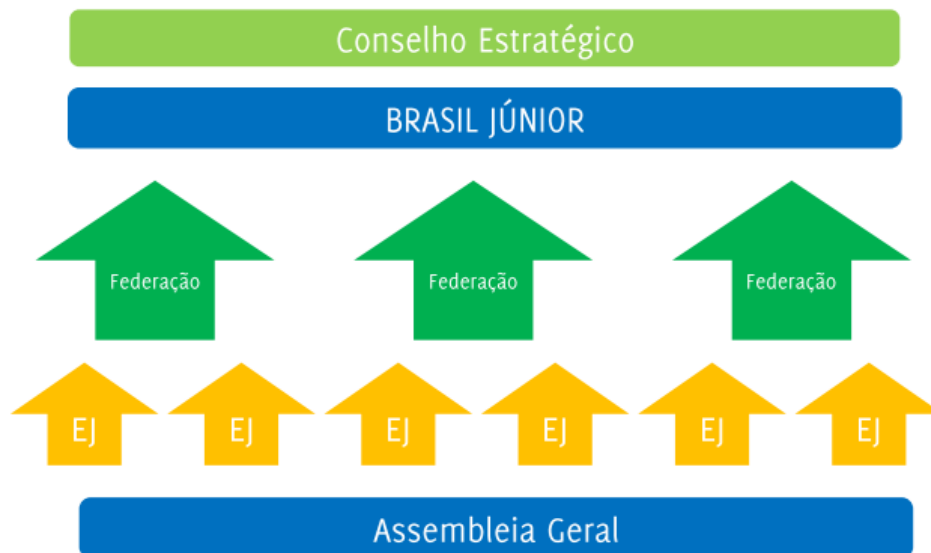 Conselho Estratégico
BRASIL JÚNIOR
Federação Federação Federação
EJ EJ EJ EJ EJ EJ
Assembleia Geral